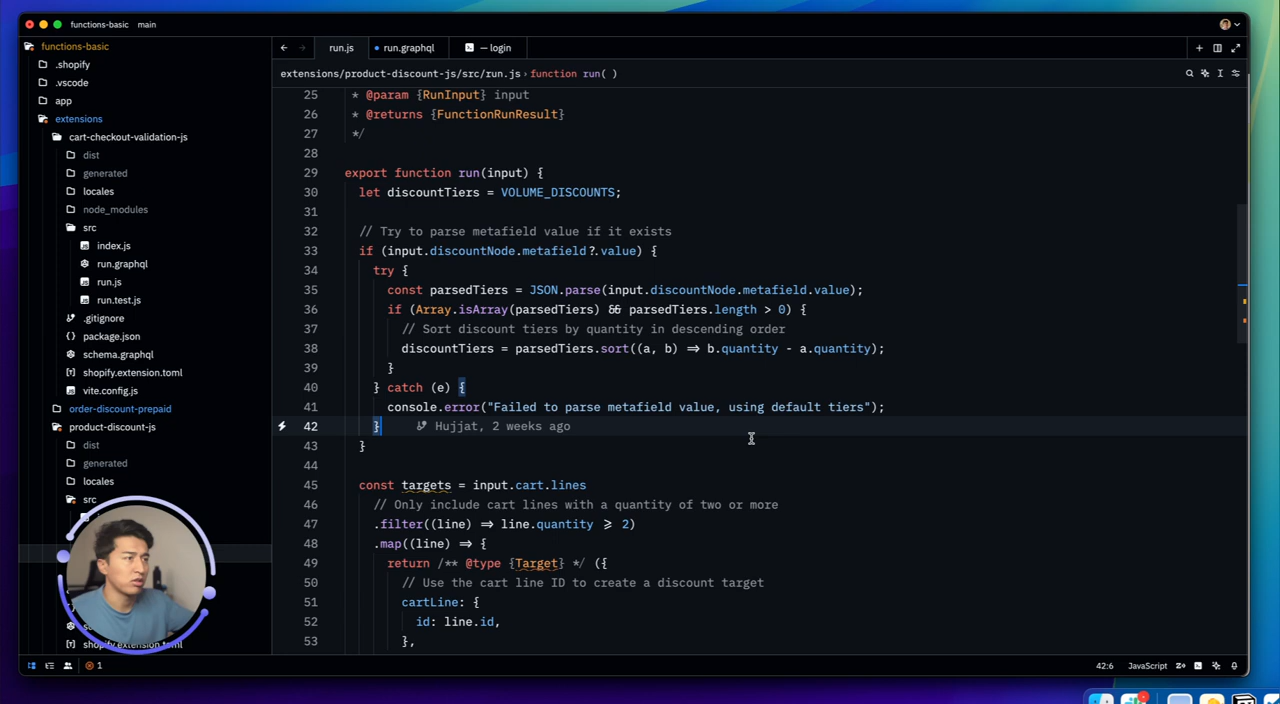 functions-basic main
functions-basic
.shopify
.vscode
app
extensions
cart-checkout-validation-js
dist
generated
locales
node_modules
src
index.js
run.graphql
run.js
run.test.js
.gitignore
package.json
schema.graphql
shopify.extension.toml
vite.config.js
order-discount-prepaid
product-discount-js
dist
generated
locales
src
shopify.extension.toml
1
run.js run.graphql — login
extensions/product-discount-js/src/run.js › function run( )
25 * @param {RunInput} input
26 * @returns {FunctionRunResult}
27 */
28
29 export function run(input) {
30 let discountTiers = VOLUME_DISCOUNTS;
31
32 // Try to parse metafield value if it exists
33 if (input.discountNode.metafield?.value) {
34 try {
35 const parsedTiers = JSON.parse(input.discountNode.metafield.value);
36 if (Array.isArray(parsedTiers) && parsedTiers.length > 0) {
37 // Sort discount tiers by quantity in descending order
38 discountTiers = parsedTiers.sort((a, b) => b.quantity - a.quantity);
39 }
40 } catch (e) {
41 console.error("Failed to parse metafield value, using default tiers");
42 } Hujjat, 2 weeks ago
43 }
44
45 const targets = input.cart.lines
46 // Only include cart lines with a quantity of two or more
47 .filter((line) => line.quantity >= 2)
48 .map((line) => {
49 return /** @type {Target} */ ({
50 // Use the cart line ID to create a discount target
51 cartLine: {
52 id: line.id,
53 },
42:6 JavaScript